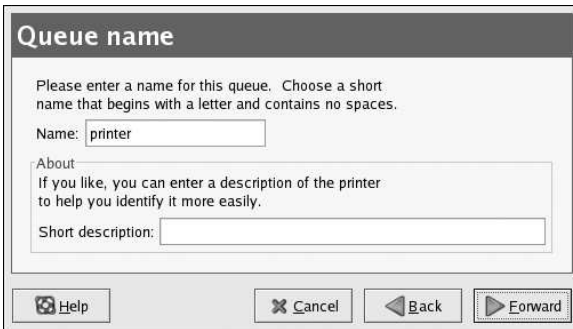 Queue name
Please enter a name for this queue. Choose a short
name that begins with a letter and contains no spaces.
Name: printer
About
If you like, you can enter a description of the printer
to help you identify it more easily.
Short description:
Help Cancel Back Forward